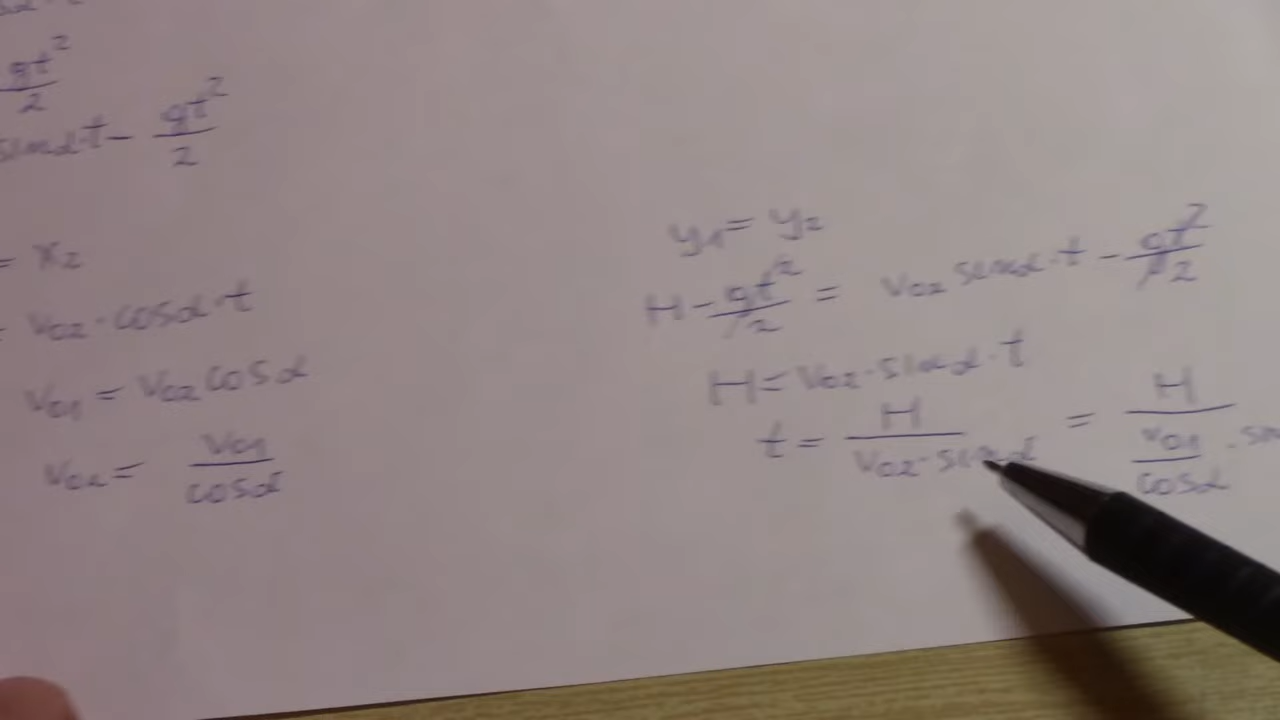 gt²/2
sinα·t − gt²/2
= x₂
v₀₂·cosα·t
v₀₁ = v₀₂ cosα
v₀₂ = v₀₁/cosα
y₁ = y₂
H − gt²/2 = v₀₂ sinα·t − gt²/2
H = v₀₂·sinα·t
t = H/(v₀₂·sinα) = H/((v₀₁/cosα)·sin